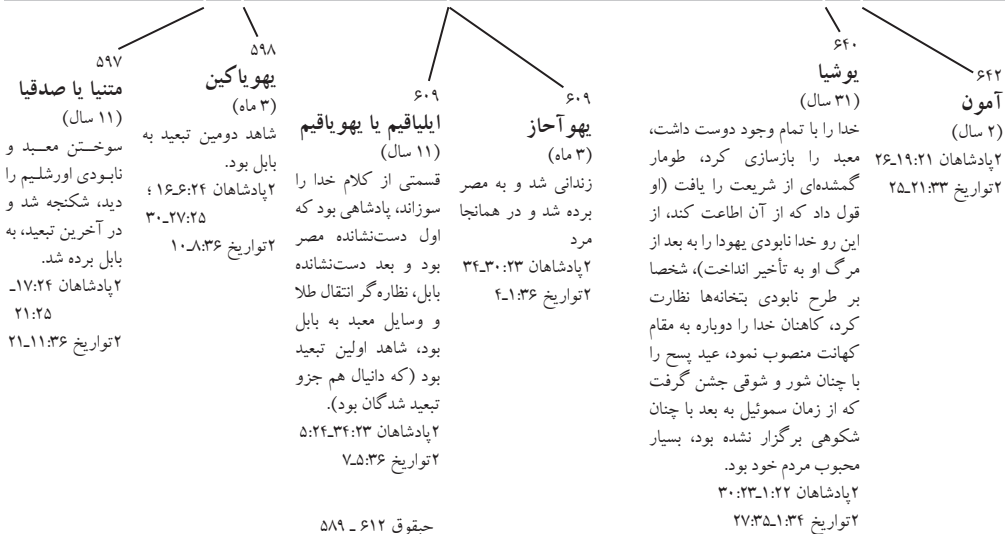 ۶۴۲
آمون
(۲ سال)
۲پادشاهان ۱۹:۲۱ـ۲۶
۲تواریخ ۲۱:۳۳ـ۲۵
۶۴۰
یوشیا
(۳۱ سال)
خدا را با تمام وجود دوست داشت،
معبد را بازسازی کرد، طومار
گمشده‌ای از شریعت را یافت (او
قول داد که از آن اطاعت کند، از
این رو خدا نابودی یهودا را به بعد از
مرگ او به تأخیر انداخت)، شخصا
بر طرح نابودی بتخانه‌ها نظارت
کرد، کاهنان خدا را دوباره به مقام
کهانت منصوب نمود، عید پسح را
با چنان شور و شوقی جشن گرفت
که از زمان سموئیل به بعد با چنان
شکوهی برگزار نشده بود، بسیار
محبوب مردم خود بود.
۲پادشاهان ۱:۲۲ـ۳۰:۲۳
۲تواریخ ۱:۳۴ـ۲۷:۳۵
۶۰۹
یهوآحاز
(۳ ماه)
زندانی شد و به مصر
برده شد و در همانجا
مرد
۲پادشاهان ۳۰:۲۳ـ۳۴
۲تواریخ ۱:۳۶ـ۴
۶۰۹
ایلیاقیم یا یهویاقیم
(۱۱ سال)
قسمتی از کلام خدا را
سوزاند، پادشاهی بود که
اول دست‌نشانده مصر
بود و بعد دست‌نشانده
بابل، نظاره‌گر انتقال طلا
و وسایل معبد به بابل
بود، شاهد اولین تبعید
بود (که دانیال هم جزو
تبعید شدگان بود).
۲پادشاهان ۳۴:۲۳ـ۵:۲۴
۲تواریخ ۵:۳۶ـ۷
حبقوق ۶۱۲ ـ ۵۸۹
۵۹۸
یهویاکین
(۳ ماه)
شاهد دومین تبعید به
بابل بود.
۲پادشاهان ۶:۲۴ـ۱۶؛
۲۷:۲۵ـ۳۰
۲تواریخ ۸:۳۶ـ۱۰
۵۹۷
متنیا یا صدقیا
(۱۱ سال)
سوختن معبد و
نابودی اورشلیم را
دید، شکنجه شد و
در آخرین تبعید، به
بابل برده شد.
۲پادشاهان ۱۷:۲۴ـ
۲۱:۲۵
۲تواریخ ۱۱:۳۶ـ۲۱